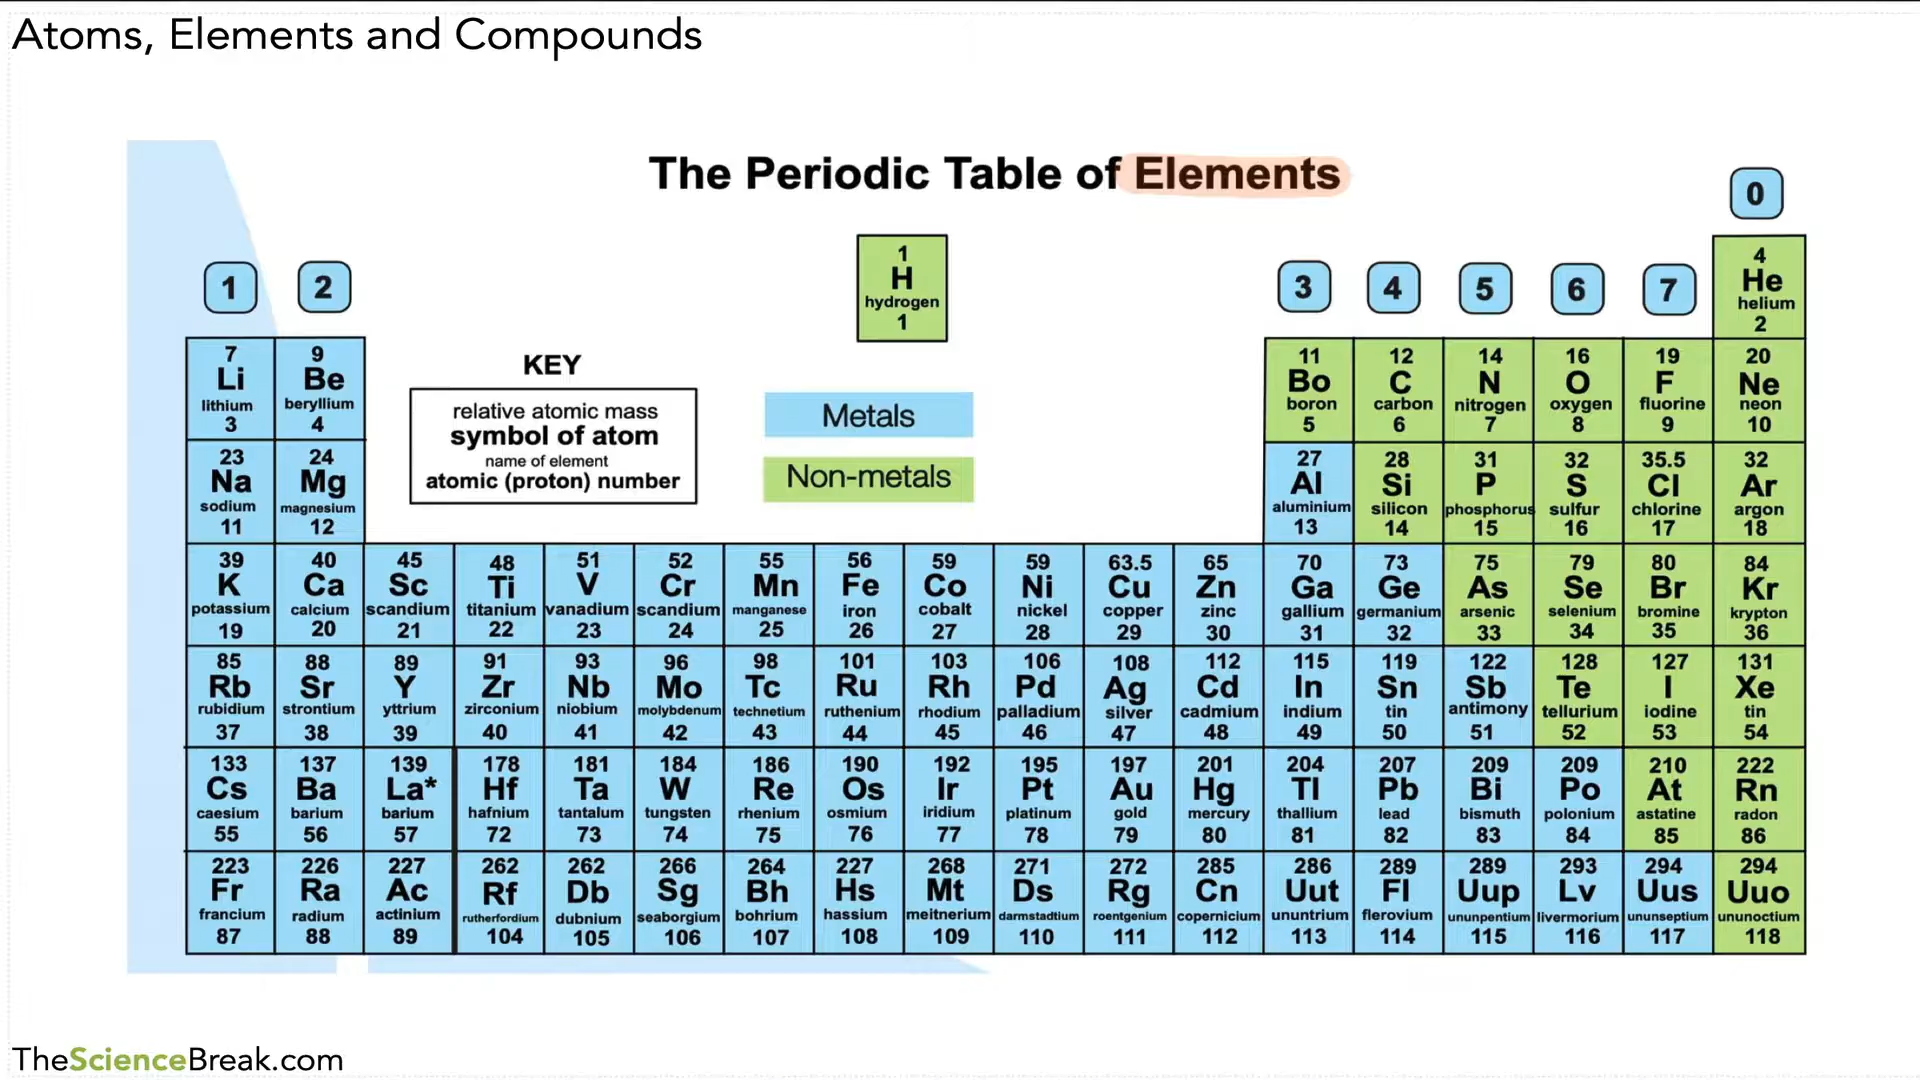 Atoms, Elements and Compounds
The Periodic Table of Elements
0
1 2 3 4 5 6 7
1 4
H He
hydrogen helium
1 2
KEY
relative atomic mass
symbol of atom
name of element
atomic (proton) number
Metals
Non-metals
7 9 11 12 14 16 19 20
Li Be Bo C N O F Ne
lithium beryllium boron carbon nitrogen oxygen fluorine neon
3 4 5 6 7 8 9 10
23 24 27 28 31 32 35.5 32
Na Mg Al Si P S Cl Ar
sodium magnesium aluminium silicon phosphorus sulfur chlorine argon
11 12 13 14 15 16 17 18
39 40 45 48 51 52 55 56 59 59 63.5 65 70 73 75 79 80 84
K Ca Sc Ti V Cr Mn Fe Co Ni Cu Zn Ga Ge As Se Br Kr
potassium calcium scandium titanium vanadium scandium manganese iron cobalt nickel copper zinc gallium germanium arsenic selenium bromine krypton
19 20 21 22 23 24 25 26 27 28 29 30 31 32 33 34 35 36
85 88 89 91 93 96 98 101 103 106 108 112 115 119 122 128 127 131
Rb Sr Y Zr Nb Mo Tc Ru Rh Pd Ag Cd In Sn Sb Te I Xe
rubidium strontium yttrium zirconium niobium molybdenum technetium ruthenium rhodium palladium silver cadmium indium tin antimony tellurium iodine tin
37 38 39 40 41 42 43 44 45 46 47 48 49 50 51 52 53 54
133 137 139 178 181 184 186 190 192 195 197 201 204 207 209 209 210 222
Cs Ba La* Hf Ta W Re Os Ir Pt Au Hg Tl Pb Bi Po At Rn
caesium barium barium hafnium tantalum tungsten rhenium osmium iridium platinum gold mercury thallium lead bismuth polonium astatine radon
55 56 57 72 73 74 75 76 77 78 79 80 81 82 83 84 85 86
223 226 227 262 262 266 264 227 268 271 272 285 286 289 289 293 294 294
Fr Ra Ac Rf Db Sg Bh Hs Mt Ds Rg Cn Uut Fl Uup Lv Uus Uuo
francium radium actinium rutherfordium dubnium seaborgium bohrium hassium meitnerium darmstadtium roentgenium copernicium ununtrium flerovium ununpentium livermorium ununseptium ununoctium
87 88 89 104 105 106 107 108 109 110 111 112 113 114 115 116 117 118
TheScienceBreak.com